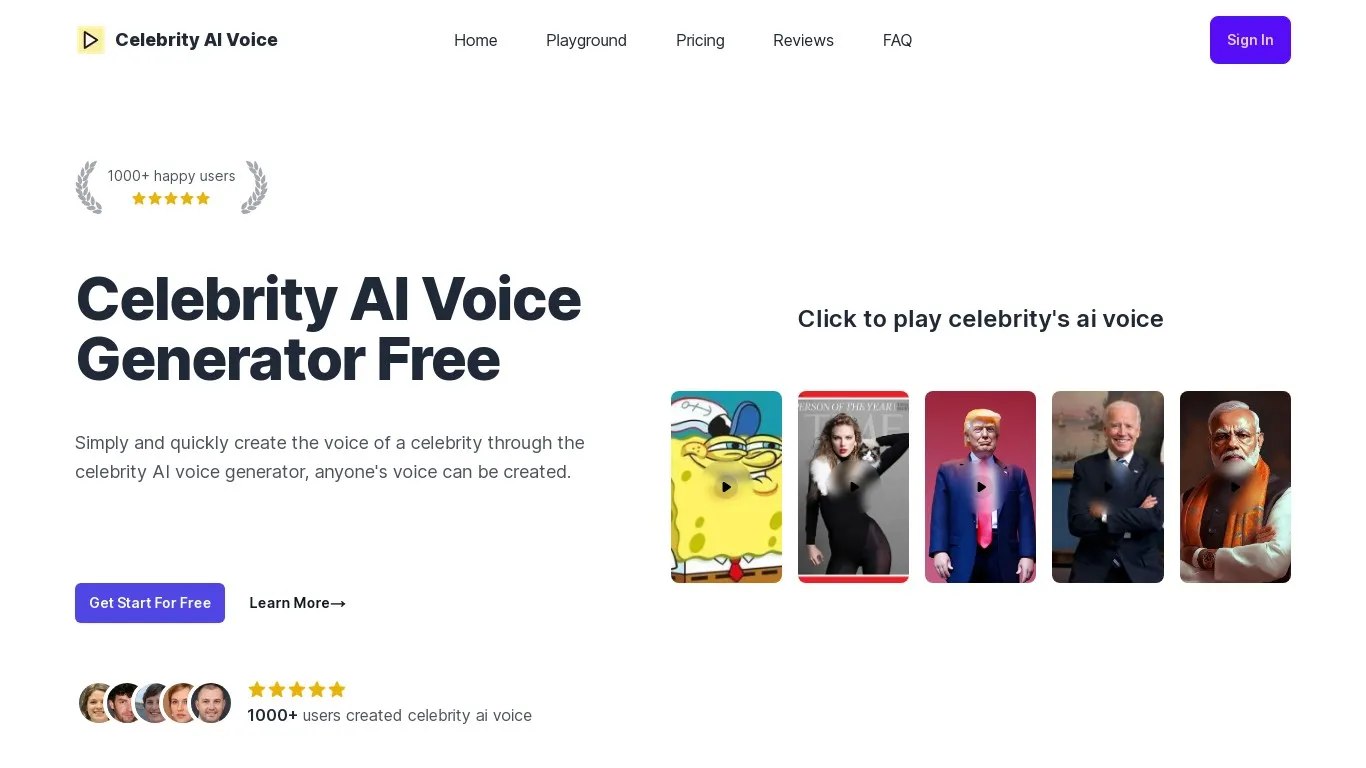 Celebrity AI Voice
Home
Playground
Pricing
Reviews
FAQ
Sign In
1000+ happy users
Celebrity AI Voice
Generator Free
Simply and quickly create the voice of a celebrity through the
celebrity AI voice generator, anyone's voice can be created.
Get Start For Free
Learn More→
1000+ users created celebrity ai voice
Click to play celebrity's ai voice
PERSON OF THE YEAR
TIME